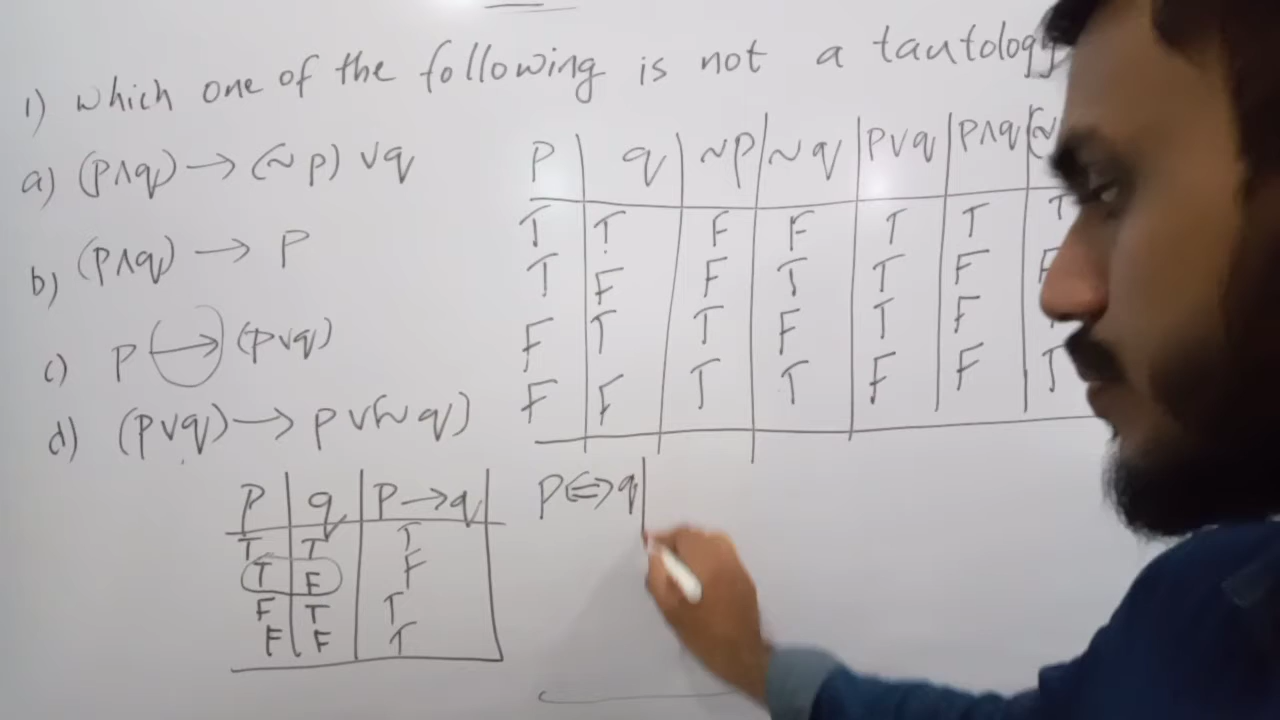 1) which one of the following is not a tautology
a) (p∧q) → (~p) ∨q
b) (p∧q) → p
c) p → (p∨q)
d) (p∨q) → p∨(~q)
P q ~p ~q p∨q p∧q (~
T T F F T T T
T F F T T F F
F T T F T F
F F T T F F T
P q P→q
T T T
T F F
F T T
F F T
p⇔q